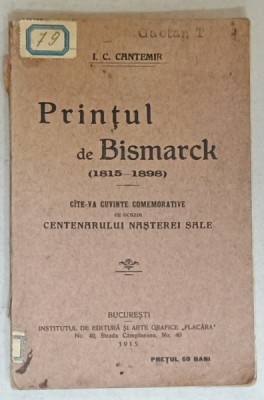 79
Gaetan T
I. C. CANTEMIR
Prințul
de Bismarck
(1815–1898)
CÎTE-VA CUVINTE COMEMORATIVE
CU OCAZIA
CENTENARULUI NAȘTEREI SALE
BUCUREȘTI
INSTITUTUL DE EDITURĂ ȘI ARTE GRAFICE „FLACĂRA”
No. 40, Strada Câmpineanu, No. 40
1915
PREȚUL 60 BANI